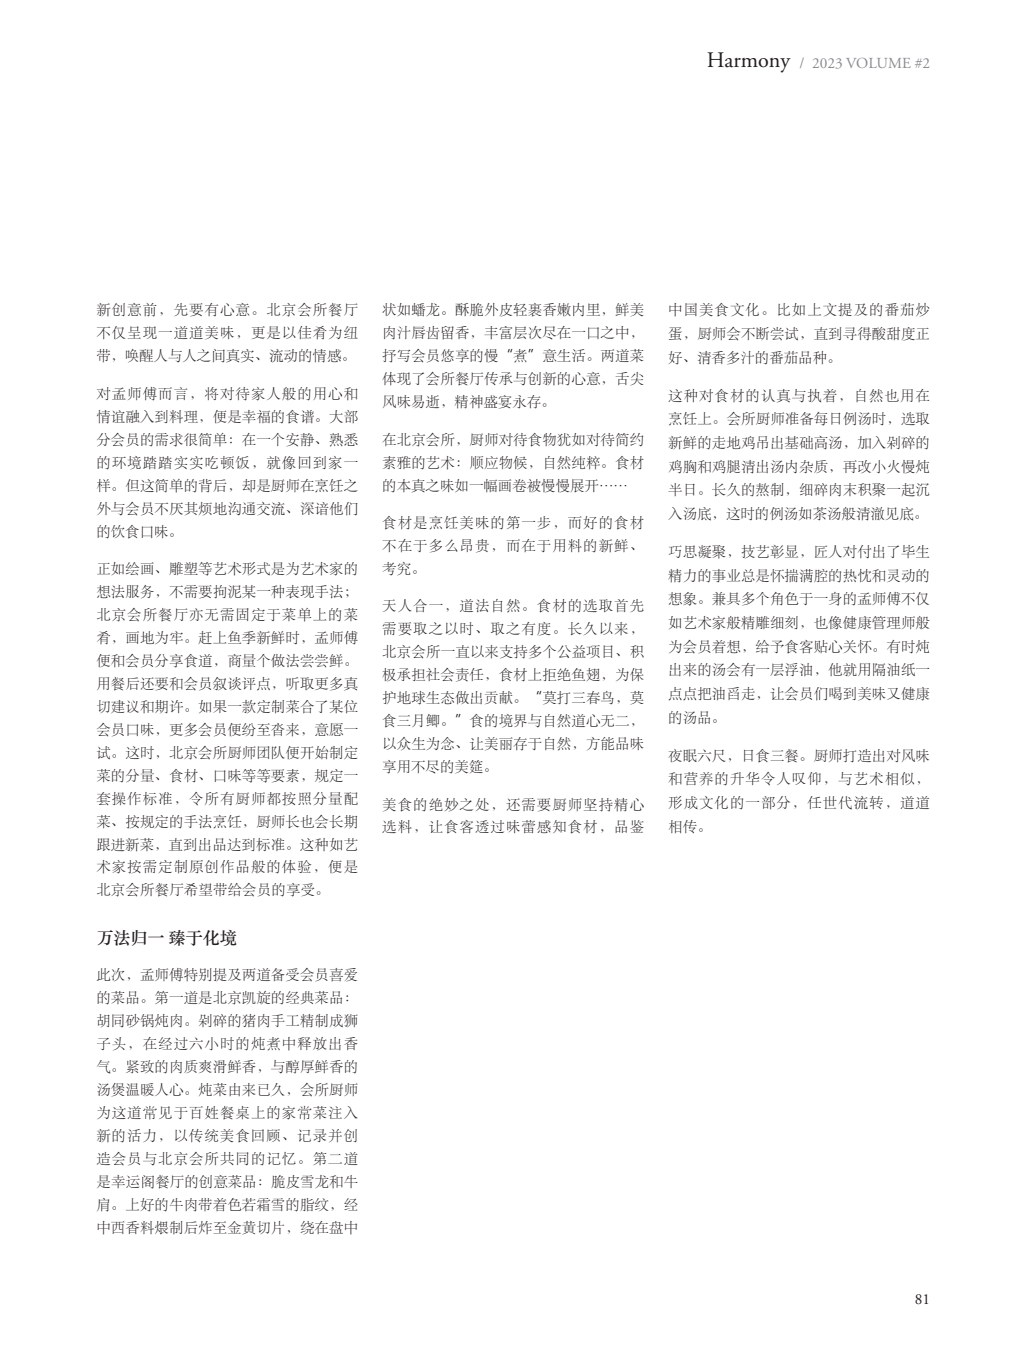 Harmony / 2023 VOLUME #2
新创意前，先要有心意。北京会所餐厅
不仅呈现一道道美味，更是以佳肴为纽
带，唤醒人与人之间真实、流动的情感。
对孟师傅而言，将对待家人般的用心和
情谊融入到料理，便是幸福的食谱。大部
分会员的需求很简单：在一个安静、熟悉
的环境踏踏实实吃顿饭，就像回到家一
样。但这简单的背后，却是厨师在烹饪之
外与会员不厌其烦地沟通交流、深谙他们
的饮食口味。
正如绘画、雕塑等艺术形式是为艺术家的
想法服务，不需要拘泥某一种表现手法；
北京会所餐厅亦无需固定于菜单上的菜
肴，画地为牢。赶上鱼季新鲜时，孟师傅
便和会员分享食道，商量个做法尝尝鲜。
用餐后还要和会员叙谈评点，听取更多真
切建议和期许。如果一款定制菜合了某位
会员口味，更多会员便纷至沓来，意愿一
试。这时，北京会所厨师团队便开始制定
菜的分量、食材、口味等等要素，规定一
套操作标准，令所有厨师都按照分量配
菜、按规定的手法烹饪，厨师长也会长期
跟进新菜，直到出品达到标准。这种如艺
术家按需定制原创作品般的体验，便是
北京会所餐厅希望带给会员的享受。
万法归一 臻于化境
此次，孟师傅特别提及两道备受会员喜爱
的菜品。第一道是北京凯旋的经典菜品：
胡同砂锅炖肉。剁碎的猪肉手工精制成狮
子头，在经过六小时的炖煮中释放出香
气。紧致的肉质爽滑鲜香，与醇厚鲜香的
汤煲温暖人心。炖菜由来已久，会所厨师
为这道常见于百姓餐桌上的家常菜注入
新的活力，以传统美食回顾、记录并创
造会员与北京会所共同的记忆。第二道
是幸运阁餐厅的创意菜品：脆皮雪龙和牛
肩。上好的牛肉带着色若霜雪的脂纹，经
中西香料煨制后炸至金黄切片，绕在盘中
状如蟠龙。酥脆外皮轻裹香嫩内里，鲜美
肉汁唇齿留香，丰富层次尽在一口之中，
抒写会员悠享的慢“煮”意生活。两道菜
体现了会所餐厅传承与创新的心意，舌尖
风味易逝，精神盛宴永存。
在北京会所，厨师对待食物犹如对待简约
素雅的艺术：顺应物候，自然纯粹。食材
的本真之味如一幅画卷被慢慢展开……
食材是烹饪美味的第一步，而好的食材
不在于多么昂贵，而在于用料的新鲜、
考究。
天人合一，道法自然。食材的选取首先
需要取之以时、取之有度。长久以来，
北京会所一直以来支持多个公益项目、积
极承担社会责任，食材上拒绝鱼翅，为保
护地球生态做出贡献。“莫打三春鸟，莫
食三月鲫。”食的境界与自然道心无二，
以众生为念、让美丽存于自然，方能品味
享用不尽的美筵。
美食的绝妙之处，还需要厨师坚持精心
选料，让食客透过味蕾感知食材，品鉴
中国美食文化。比如上文提及的番茄炒
蛋，厨师会不断尝试，直到寻得酸甜度正
好、清香多汁的番茄品种。
这种对食材的认真与执着，自然也用在
烹饪上。会所厨师准备每日例汤时，选取
新鲜的走地鸡吊出基础高汤，加入剁碎的
鸡胸和鸡腿清出汤内杂质，再改小火慢炖
半日。长久的熬制，细碎肉末积聚一起沉
入汤底，这时的例汤如茶汤般清澈见底。
巧思凝聚，技艺彰显，匠人对付出了毕生
精力的事业总是怀揣满腔的热忱和灵动的
想象。兼具多个角色于一身的孟师傅不仅
如艺术家般精雕细刻，也像健康管理师般
为会员着想，给予食客贴心关怀。有时炖
出来的汤会有一层浮油，他就用隔油纸一
点点把油舀走，让会员们喝到美味又健康
的汤品。
夜眠六尺，日食三餐。厨师打造出对风味
和营养的升华令人叹仰，与艺术相似，
形成文化的一部分，任世代流转，道道
相传。
81